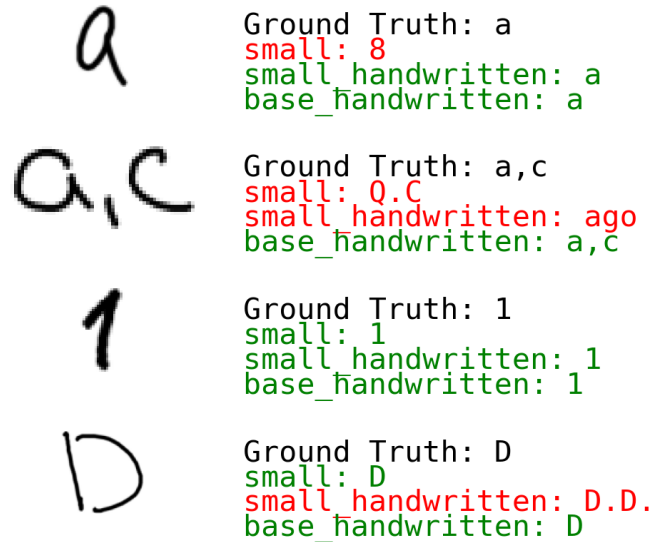 a
Ground Truth: a
small: 8
small_handwritten: a
base_handwritten: a
a,c
Ground Truth: a,c
small: Q.C
small_handwritten: ago
base_handwritten: a,c
1
Ground Truth: 1
small: 1
small_handwritten: 1
base_handwritten: 1
D
Ground Truth: D
small: D
small_handwritten: D.D.
base_handwritten: D